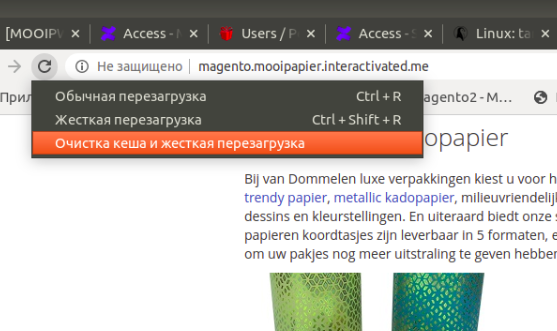 [MOOIPW
Access -
Users / P
Access -
Linux: ta
Не защищено
magento.mooipapier.interactivated.me
Обычная перезагрузка Ctrl + R
Жесткая перезагрузка Ctrl + Shift + R
Очистка кеша и жесткая перезагрузка
Прил
agento2 - M...
dopapier
Bij van Dommelen luxe verpakkingen kiest u voor h
trendy papier, metallic kadopapier, milieuvriendelij
dessins en kleurstellingen. En uiteraard biedt onze s
papieren koordtasjes zijn leverbaar in 5 formaten, e
om uw pakjes nog meer uitstraling te geven hebben